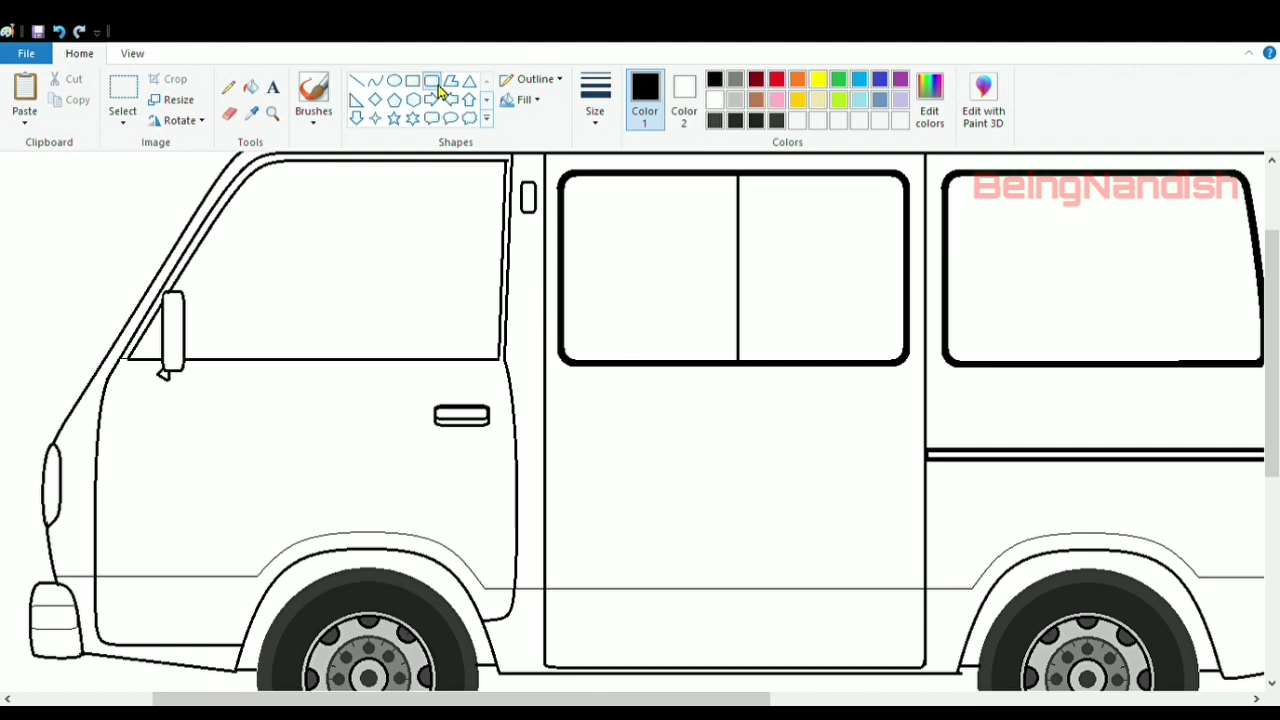 File Home View
Paste
Cut
Copy
Clipboard
Select
Crop
Resize
Rotate
Image
A
Tools
Brushes
Shapes
Outline
Fill
Size
Color
1
Color
2
Edit
colors
Colors
Edit with
Paint 3D
BeingNandish